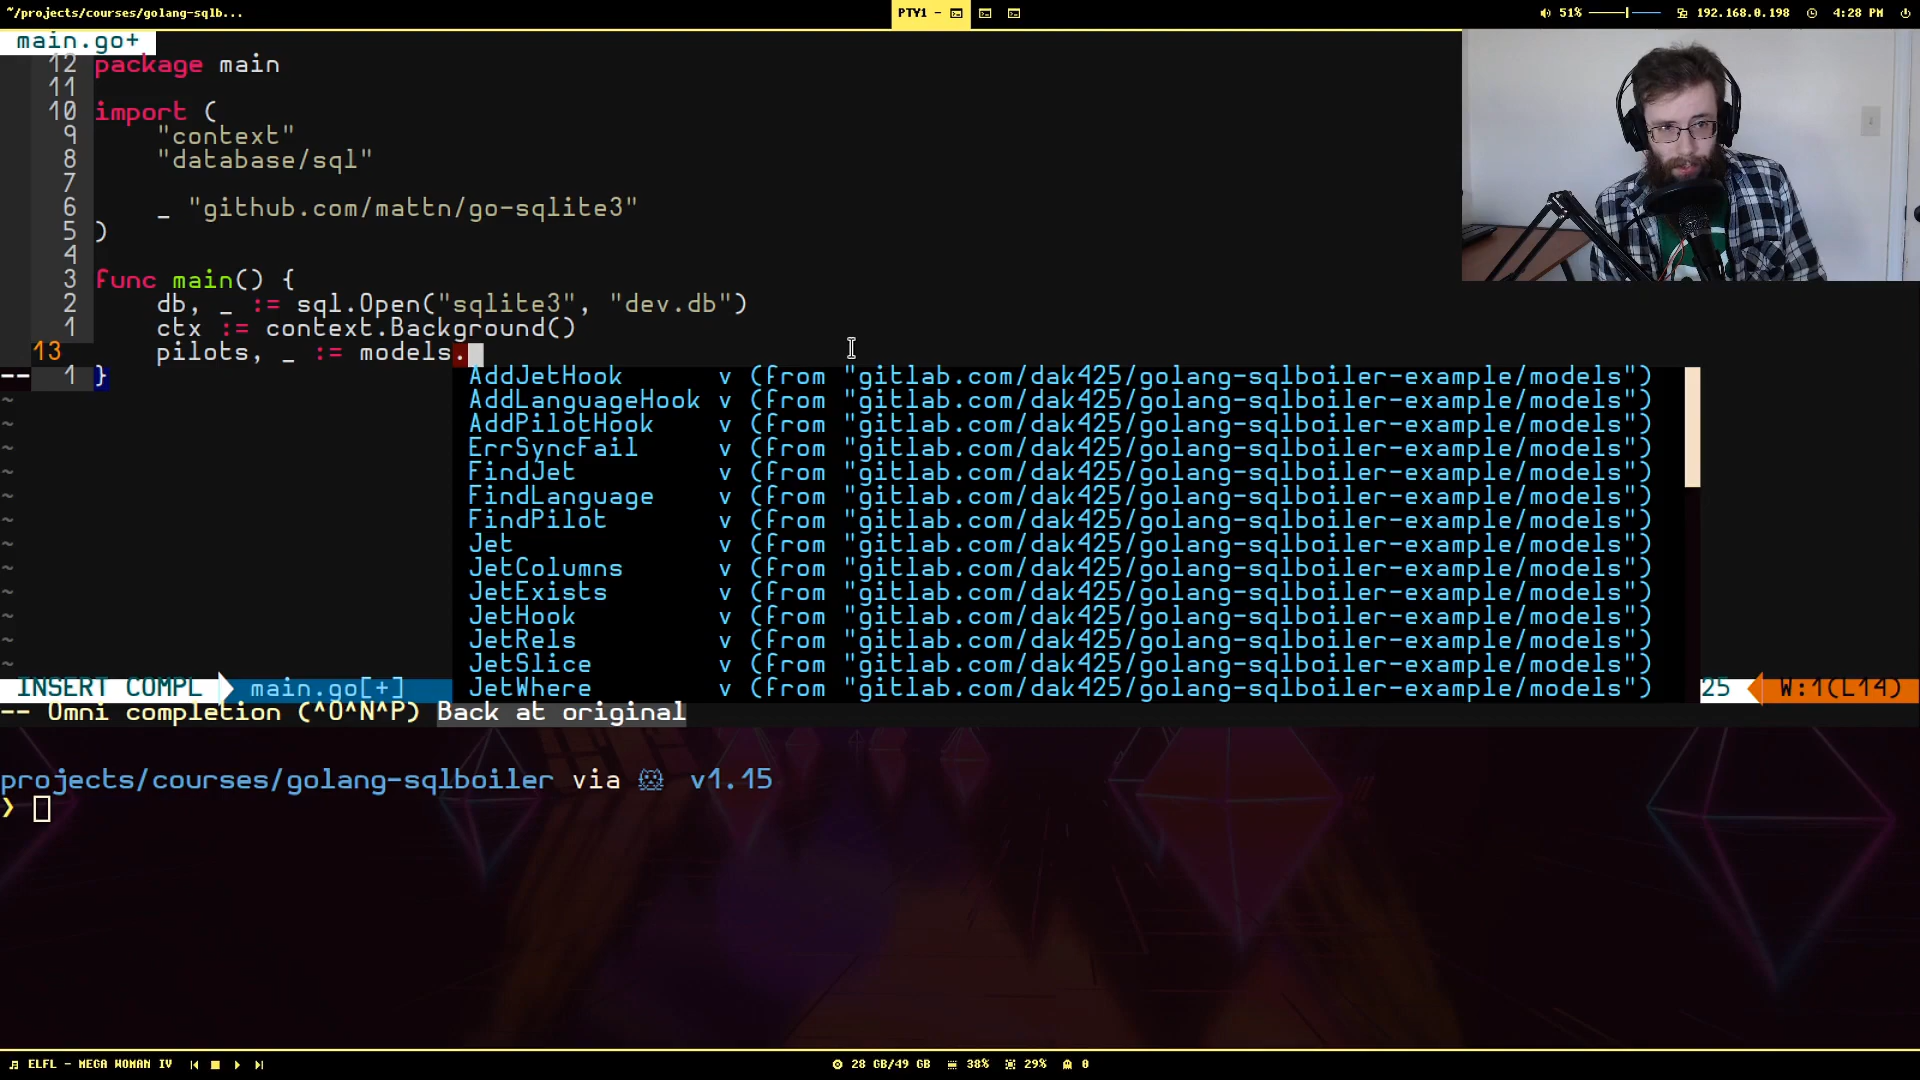 ~/projects/courses/golang-sqlb...
PTY1 -
51%
192.168.0.198
4:28 PM
main.go+
12 package main
11
10 import (
9 "context"
8 "database/sql"
7
6 _ "github.com/mattn/go-sqlite3"
5 )
4
3 func main() {
2 db, _ := sql.Open("sqlite3", "dev.db")
1 ctx := context.Background()
13 pilots, _ := models.
-- 1 }
~
~
~
~
~
~
~
~
~
~
~
~
AddJetHook v (from "gitlab.com/dak425/golang-sqlboiler-example/models")
AddLanguageHook v (from "gitlab.com/dak425/golang-sqlboiler-example/models")
AddPilotHook v (from "gitlab.com/dak425/golang-sqlboiler-example/models")
ErrSyncFail v (from "gitlab.com/dak425/golang-sqlboiler-example/models")
FindJet v (from "gitlab.com/dak425/golang-sqlboiler-example/models")
FindLanguage v (from "gitlab.com/dak425/golang-sqlboiler-example/models")
FindPilot v (from "gitlab.com/dak425/golang-sqlboiler-example/models")
Jet v (from "gitlab.com/dak425/golang-sqlboiler-example/models")
JetColumns v (from "gitlab.com/dak425/golang-sqlboiler-example/models")
JetExists v (from "gitlab.com/dak425/golang-sqlboiler-example/models")
JetHook v (from "gitlab.com/dak425/golang-sqlboiler-example/models")
JetRels v (from "gitlab.com/dak425/golang-sqlboiler-example/models")
JetSlice v (from "gitlab.com/dak425/golang-sqlboiler-example/models")
JetWhere v (from "gitlab.com/dak425/golang-sqlboiler-example/models")
INSERT COMPL main.go[+] 25 W:1(L14)
-- Omni completion (^O^N^P) Back at original
projects/courses/golang-sqlboiler via v1.15
❯
ELFL - MEGA WOMAN IV
28 GB/49 GB
38%
29%
0